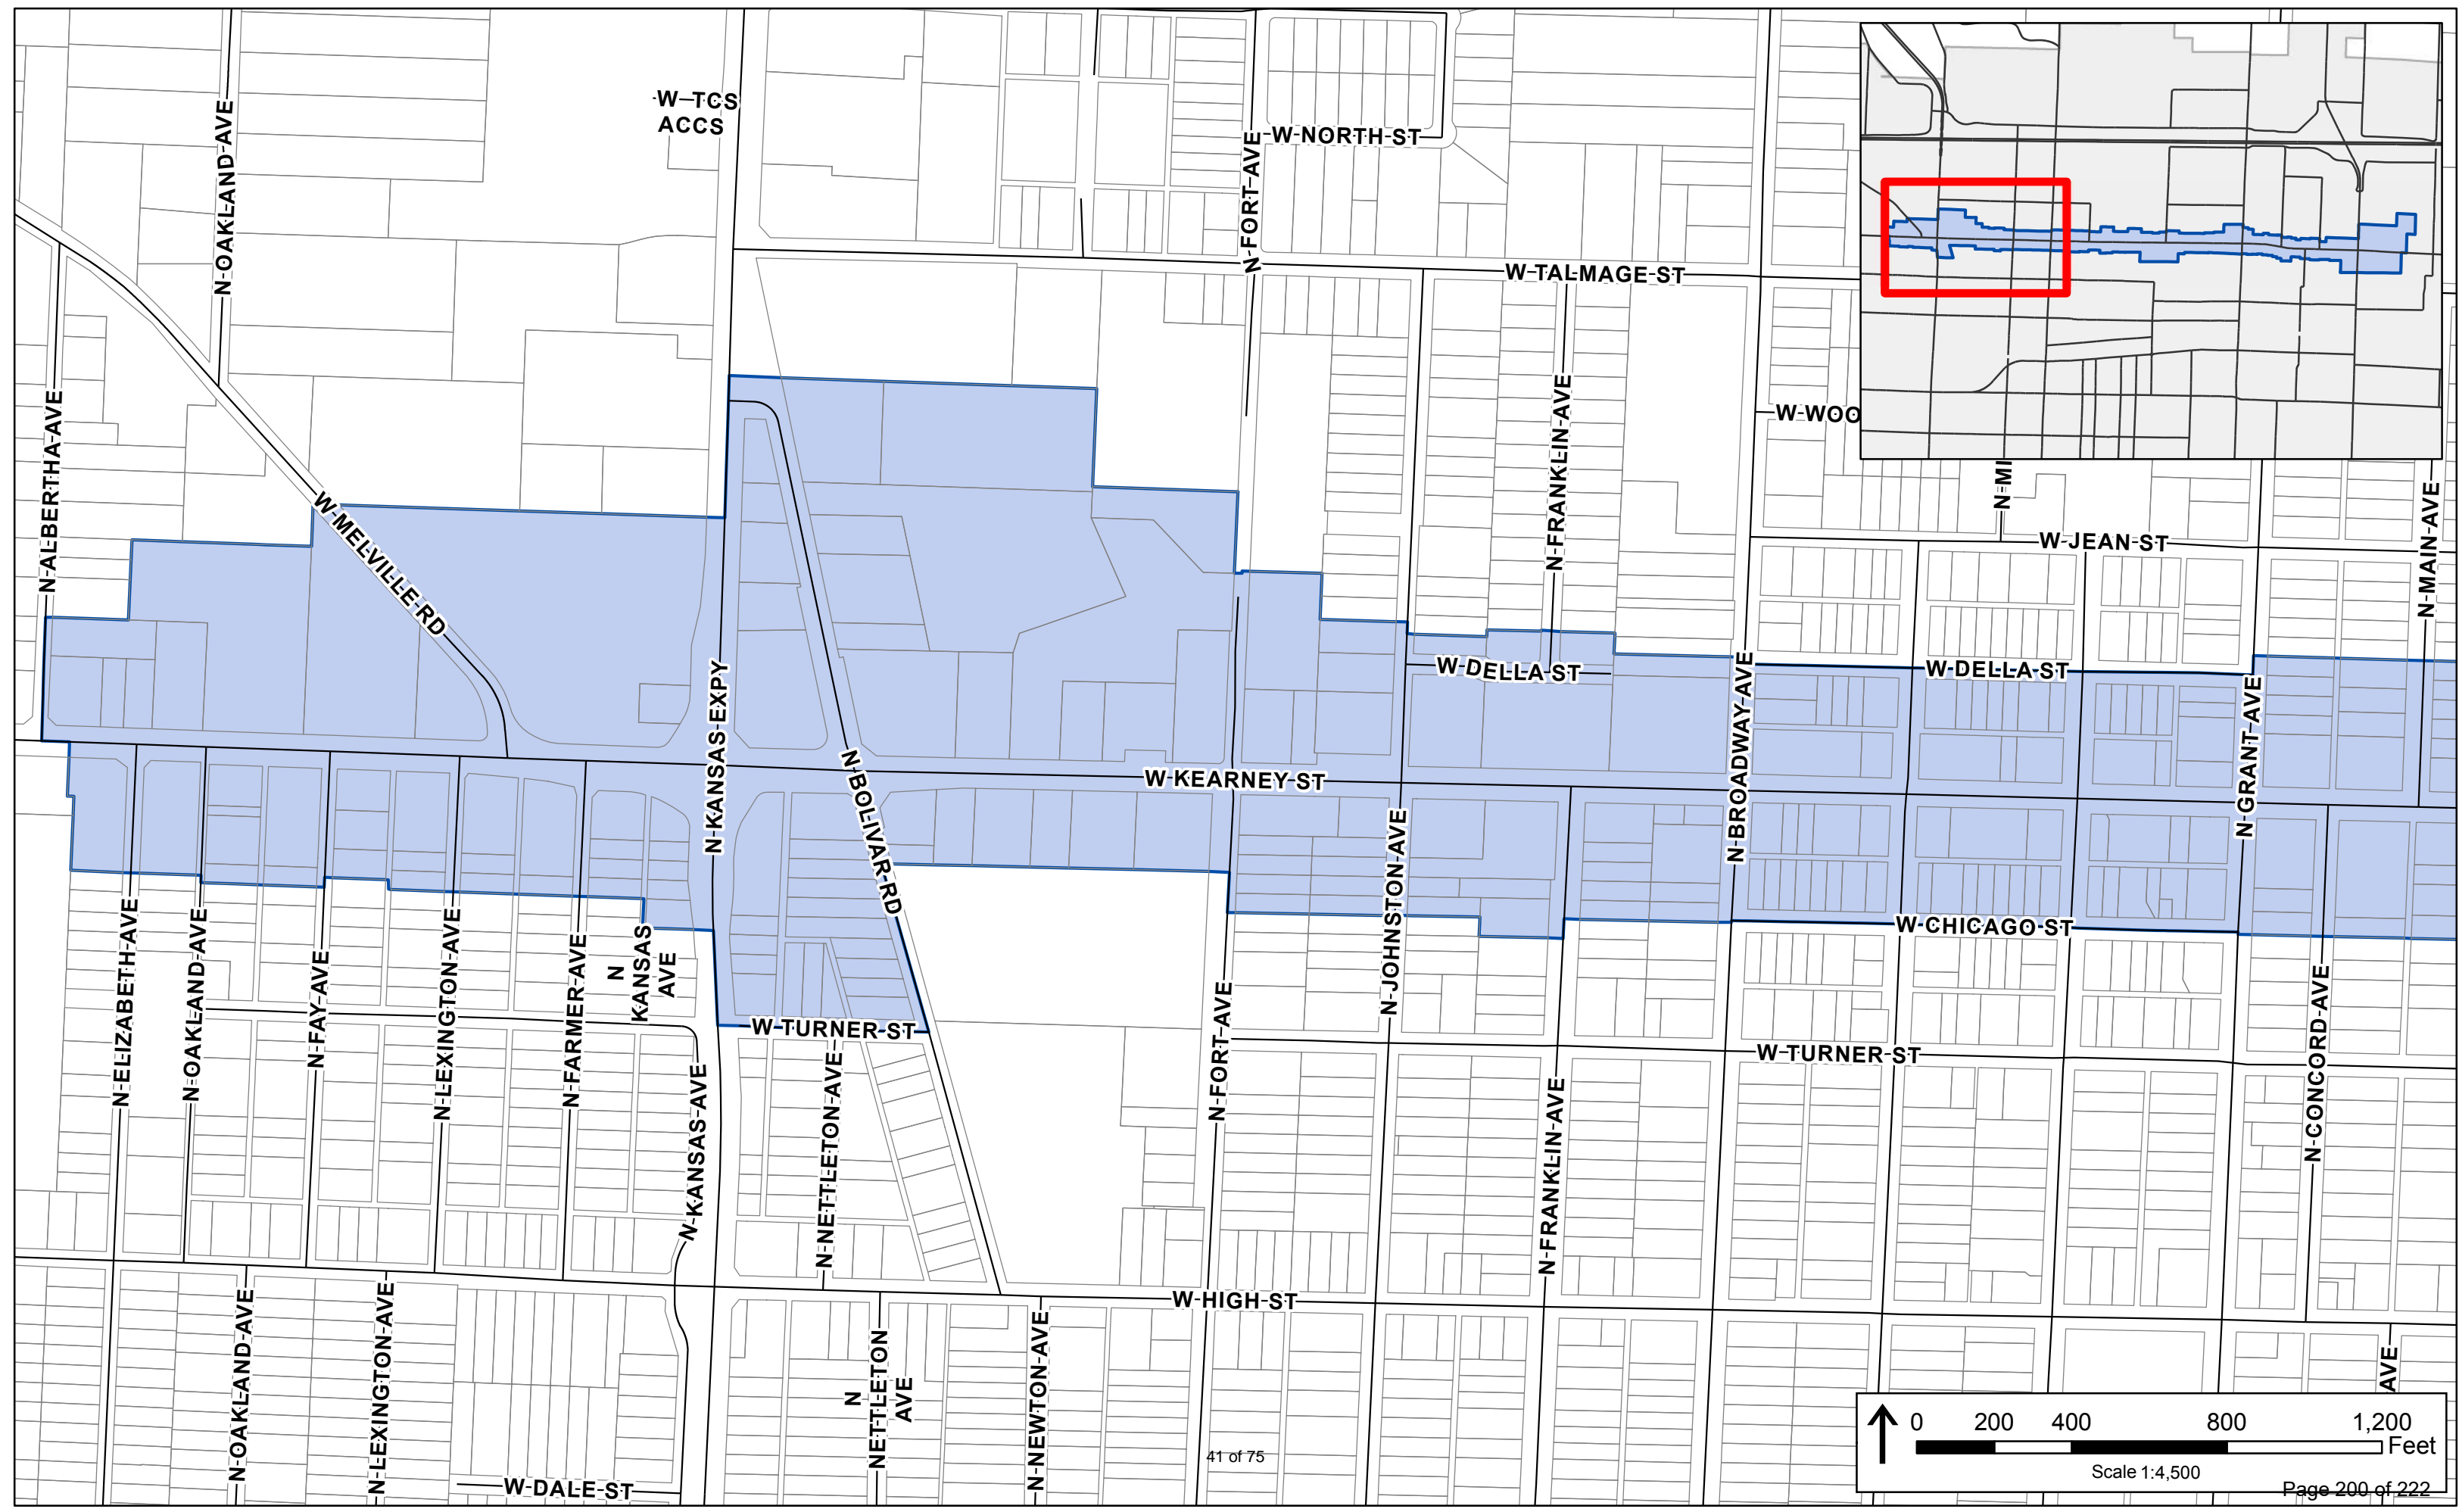 W TCS
ACCS
N OAKLAND AVE
W NORTH ST
N FORT AVE
W TALMAGE ST
N ALBERTHA AVE
N FRANKLIN AVE
W WOO
N MI
N MAIN AVE
W MELVILLE RD
W JEAN ST
W DELLA ST
W DELLA ST
N KANSAS EXPY
N BROADWAY AVE
N GRANT AVE
N BOLIVAR RD
W KEARNEY ST
N JOHNSTON AVE
W CHICAGO ST
N ELIZABETH AVE
N OAKLAND AVE
N FAY AVE
N LEXINGTON AVE
N FARMER AVE
N
KANSAS
AVE
W TURNER ST
N FORT AVE
W TURNER ST
N CONCORD AVE
N KANSAS AVE
N NETTLETON AVE
N FRANKLIN AVE
W HIGH ST
N OAKLAND AVE
N LEXINGTON AVE
N
NETTLETON
AVE
N NEWTON AVE
AVE
W DALE ST
41 of 75
0 200 400 800 1,200
Feet
Scale 1:4,500
Page 200 of 222